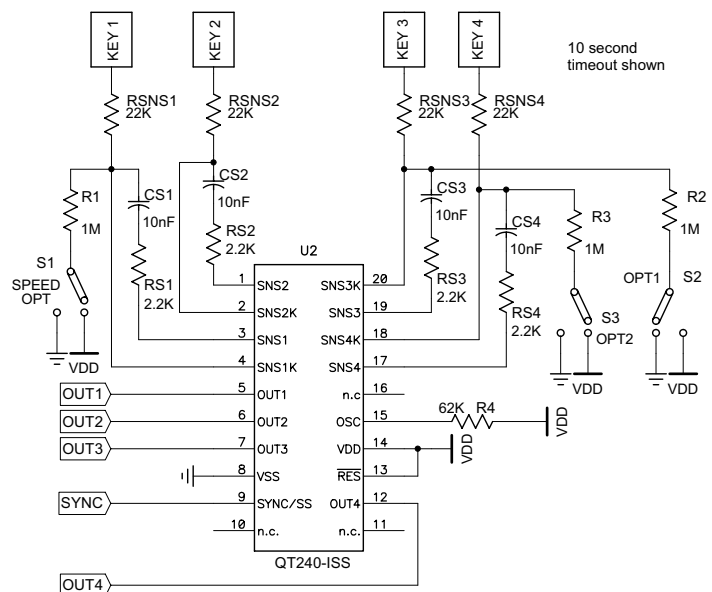 KEY 1
KEY 2
KEY 3
KEY 4
10 second
timeout shown
RSNS1
22K
RSNS2
22K
RSNS3
22K
RSNS4
22K
R1
1M
CS1
10nF
CS2
10nF
CS3
10nF
CS4
10nF
R3
1M
R2
1M
RS2
2.2K
RS1
2.2K
RS3
2.2K
RS4
2.2K
S1
SPEED
OPT
VDD
U2
OPT1
S2
S3
OPT2
VDD
VDD
1 SNS2
2 SNS2K
3 SNS1
4 SNS1K
5 OUT1
6 OUT2
7 OUT3
8 VSS
9 SYNC/SS
10 n.c.
SNS3K 20
SNS3 19
SNS4K 18
SNS4 17
n.c 16
OSC 15
VDD 14
RES 13
OUT4 12
n.c. 11
OUT1
OUT2
OUT3
SYNC
OUT4
62K R4
VDD
VDD
QT240-ISS